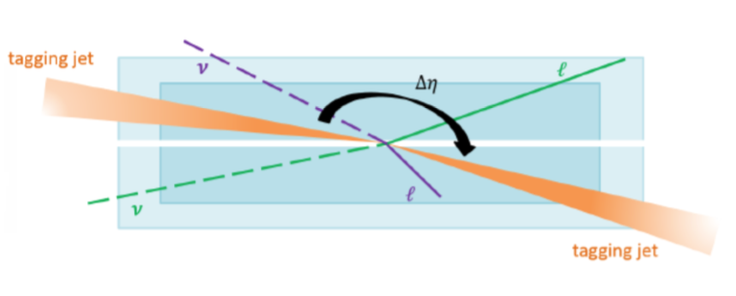 tagging jet
ν
Δη
ℓ
ν
ℓ
tagging jet